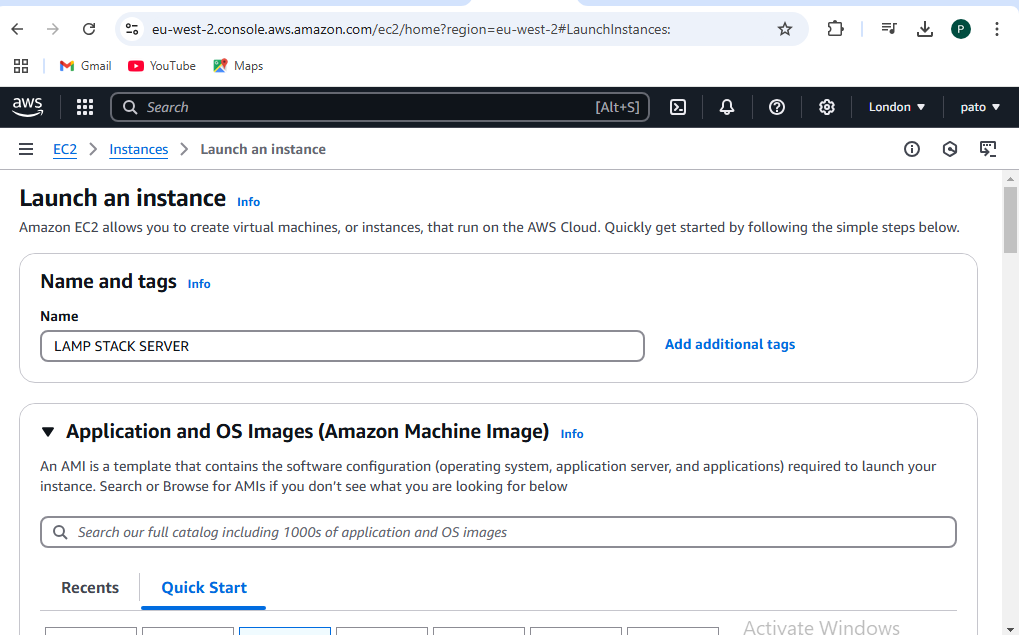 eu-west-2.console.aws.amazon.com/ec2/home?region=eu-west-2#LaunchInstances:
P
Gmail
YouTube
Maps
aws
Search
[Alt+S]
London
pato
EC2
Instances
Launch an instance
Launch an instance Info
Amazon EC2 allows you to create virtual machines, or instances, that run on the AWS Cloud. Quickly get started by following the simple steps below.
Name and tags Info
Name
LAMP STACK SERVER
Add additional tags
Application and OS Images (Amazon Machine Image) Info
An AMI is a template that contains the software configuration (operating system, application server, and applications) required to launch your
instance. Search or Browse for AMIs if you don’t see what you are looking for below
Search our full catalog including 1000s of application and OS images
Recents
Quick Start
Activate Windows